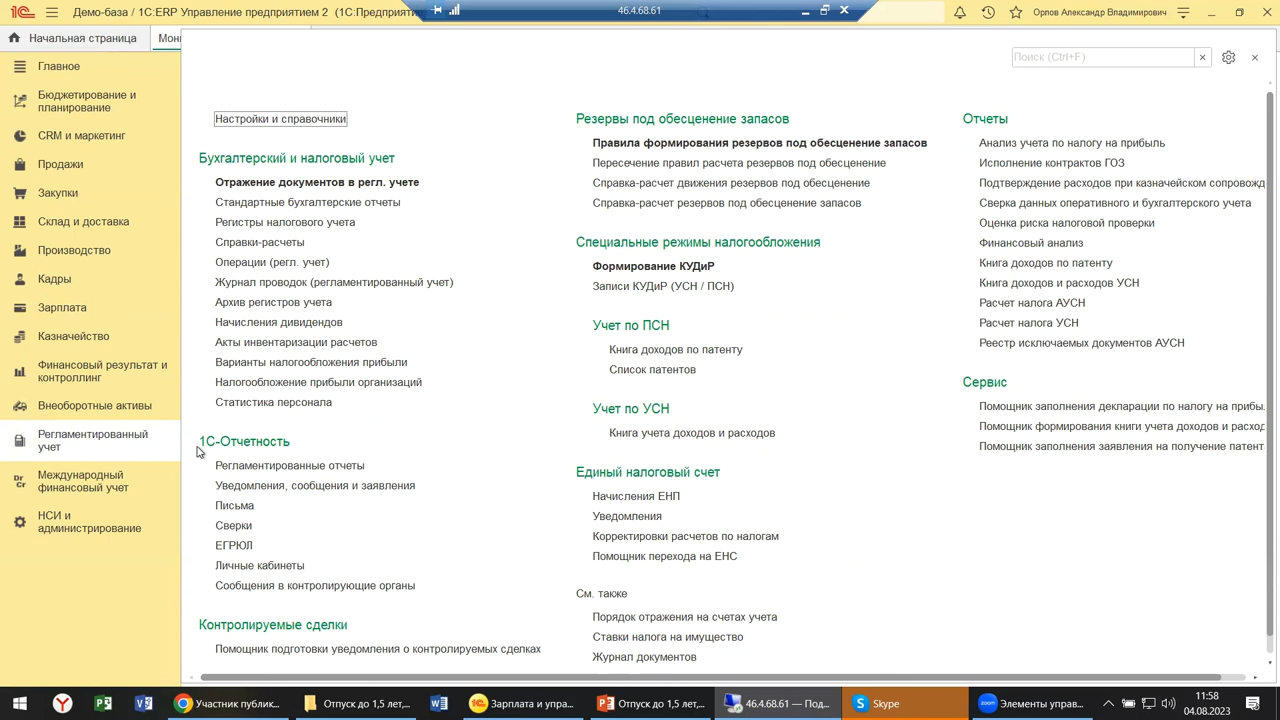 Демо-база / 1С:ERP Управление предприятием 2 (1С:Предприятие
46.4.68.61
Орлов Александр Владимирович
Начальная страница
Мон
Поиск (Ctrl+F)
Главное
Бюджетирование и
планирование
CRM и маркетинг
Продажи
Закупки
Склад и доставка
Производство
Кадры
Зарплата
Казначейство
Финансовый результат и
контроллинг
Внеоборотные активы
Регламентированный
учет
Международный
финансовый учет
НСИ и
администрирование
Настройки и справочники
Бухгалтерский и налоговый учет
Отражение документов в регл. учете
Стандартные бухгалтерские отчеты
Регистры налогового учета
Справки-расчеты
Операции (регл. учет)
Журнал проводок (регламентированный учет)
Архив регистров учета
Начисления дивидендов
Акты инвентаризации расчетов
Варианты налогообложения прибыли
Налогообложение прибыли организаций
Статистика персонала
1С-Отчетность
Регламентированные отчеты
Уведомления, сообщения и заявления
Письма
Сверки
ЕГРЮЛ
Личные кабинеты
Сообщения в контролирующие органы
Контролируемые сделки
Помощник подготовки уведомления о контролируемых сделках
Резервы под обесценение запасов
Правила формирования резервов под обесценение запасов
Пересечение правил расчета резервов под обесценение
Справка-расчет движения резервов под обесценение
Справка-расчет резервов под обесценение запасов
Специальные режимы налогообложения
Формирование КУДиР
Записи КУДиР (УСН / ПСН)
Учет по ПСН
Книга доходов по патенту
Список патентов
Учет по УСН
Книга учета доходов и расходов
Единый налоговый счет
Начисления ЕНП
Уведомления
Корректировки расчетов по налогам
Помощник перехода на ЕНС
См. также
Порядок отражения на счетах учета
Ставки налога на имущество
Журнал документов
Отчеты
Анализ учета по налогу на прибыль
Исполнение контрактов ГОЗ
Подтверждение расходов при казначейском сопровожд
Сверка данных оперативного и бухгалтерского учета
Оценка риска налоговой проверки
Финансовый анализ
Книга доходов по патенту
Книга доходов и расходов УСН
Расчет налога АУСН
Расчет налога УСН
Реестр исключаемых документов АУСН
Сервис
Помощник заполнения декларации по налогу на прибы
Помощник формирования книги учета доходов и расход
Помощник заполнения заявления на получение патент
Участник публик...
Отпуск до 1,5 лет,...
Зарплата и упра...
Отпуск до 1,5 лет,...
46.4.68.61 — Под...
Skype
zoom
Элементы управ...
11:58
04.08.2023